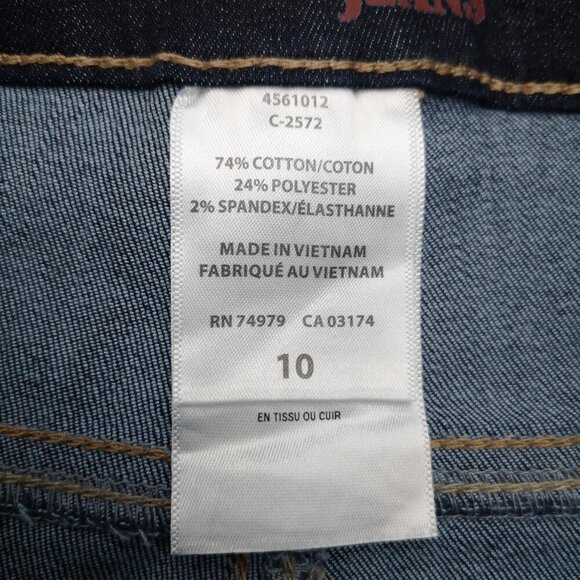 JEANS
4561012
C-2572
74% COTTON/COTON
24% POLYESTER
2% SPANDEX/ÉLASTHANNE
MADE IN VIETNAM
FABRIQUÉ AU VIETNAM
RN 74979 CA 03174
10
EN TISSU OU CUIR